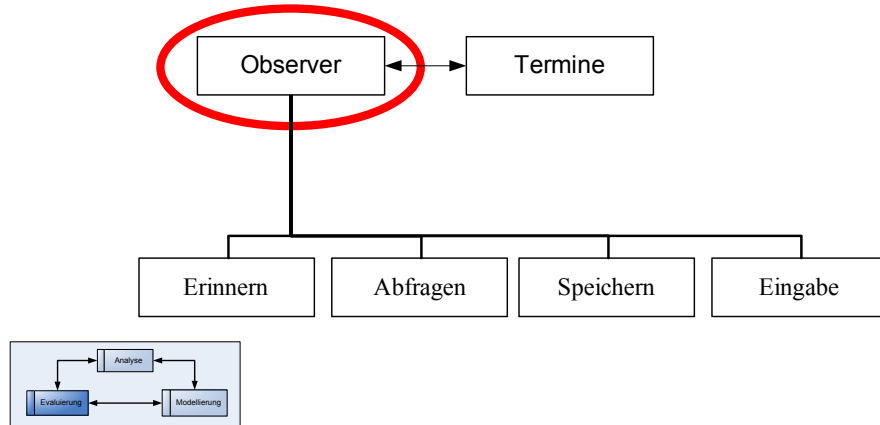 Observer
Termine
Erinnern
Abfragen
Speichern
Eingabe
Analyse
Evaluierung
Modellierung